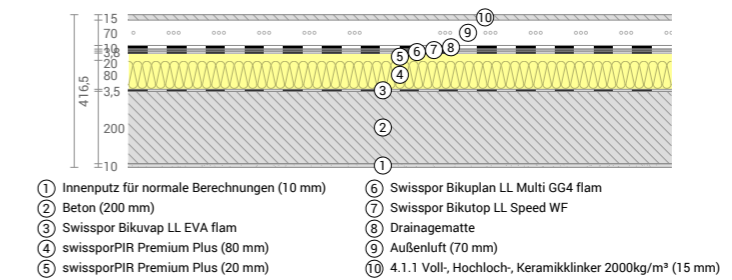 15
70
10
3,8
20
80
3,5
200
10
416,5
10
9
8
7
6
5
4
3
2
1
1 Innenputz für normale Berechnungen (10 mm)
2 Beton (200 mm)
3 Swisspor Bikuvap LL EVA flam
4 swissporPIR Premium Plus (80 mm)
5 swissporPIR Premium Plus (20 mm)
6 Swisspor Bikuplan LL Multi GG4 flam
7 Swisspor Bikutop LL Speed WF
8 Drainagematte
9 Außenluft (70 mm)
10 4.1.1 Voll-, Hochloch-, Keramikklinker 2000kg/m³ (15 mm)